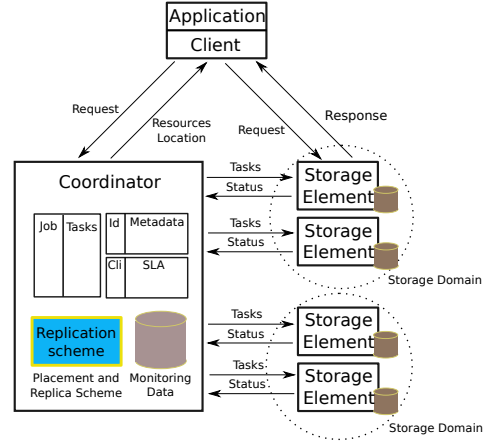 Application
Client
Request
Resources
Location
Request
Response
Coordinator
Job
Tasks
Id
Metadata
Cli
SLA
Replication
scheme
Placement and
Replica Scheme
Monitoring
Data
Tasks
Status
Tasks
Status
Tasks
Status
Tasks
Status
Storage
Element
Storage
Element
Storage Domain
Storage
Element
Storage
Element
Storage Domain